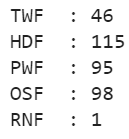 TWF  : 46
HDF  : 115
PWF  : 95
OSF  : 98
RNF  : 1